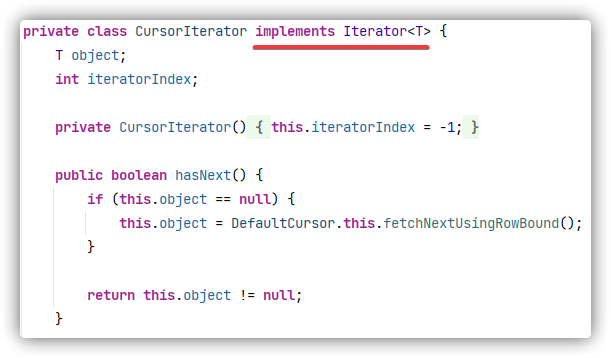 private class CursorIterator implements Iterator<T> {
    T object;
    int iteratorIndex;
    private CursorIterator() { this.iteratorIndex = -1; }
    public boolean hasNext() {
        if (this.object == null) {
            this.object = DefaultCursor.this.fetchNextUsingRowBound();
        }
        return this.object != null;
    }